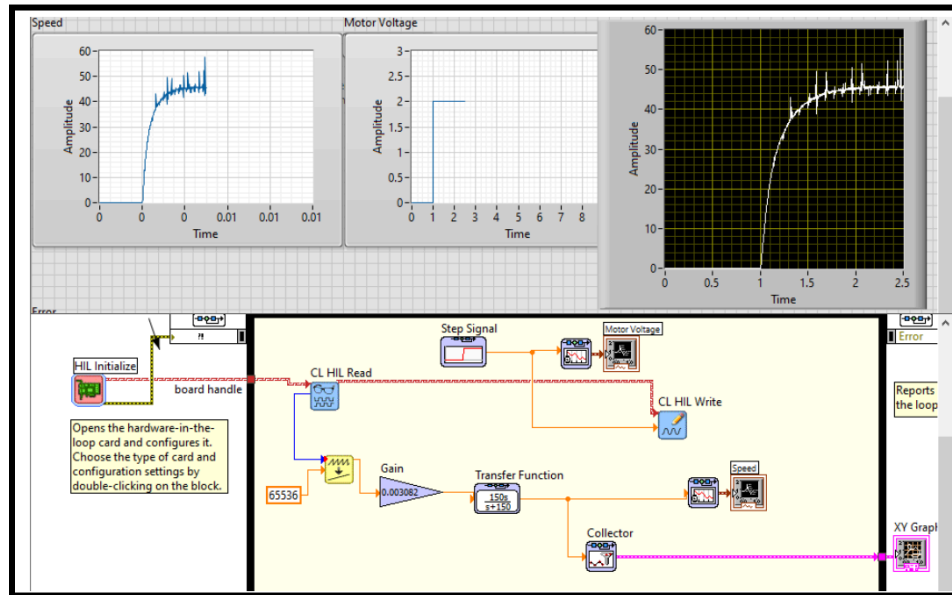 Speed
Motor Voltage
60
50
40
30
20
10
0
Amplitude
0 0 0 0.01 0.01 0.01
Time
3
2.5
2
1.5
1
0.5
0
Amplitude
0 1 2 3 4 5 6 7 8
Time
60
50
40
30
20
10
0
Amplitude
0 0.5 1 1.5 2 2.5
Time
Error
?!
Step Signal
Motor Voltage
Error
HIL Initialize
board handle
CL HIL Read
CL HIL Write
Reports
the loop
Opens the hardware-in-the-
loop card and configures it.
Choose the type of card and
configuration settings by
double-clicking on the block.
65536
Gain
0.003082
Transfer Function
150s
s+150
Speed
Collector
XY Graph